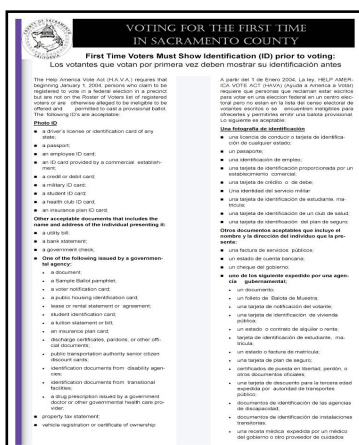 COUNTY OF SACRAMENTO
VOTING FOR THE FIRST TIME
IN SACRAMENTO COUNTY
First Time Voters Must Show Identification (ID) prior to voting:
Los votantes que votan por primera vez deben mostrar su identificación antes
The Help America Vote Act (H.A.V.A.) requires that
beginning January 1, 2004, persons who claim to be
registered to vote in a federal election in a precinct
but are not on the Roster of Voters list of registered
voters or are otherwise alleged to be ineligible to be
offered and permitted to cast a provisional ballot.
The following ID's are acceptable:
Photo ID
a driver's license or identification card of any
state;
a passport;
an employee ID card;
an ID card provided by a commercial establish-
ment;
a credit or debit card;
a military ID card;
a student ID card;
a health club ID card;
an insurance plan ID card;
Other acceptable documents that includes the
name and address of the individual presenting it:
a utility bill;
a bank statement;
a government check;
One of the following issued by a governmen-
tal agency:
a document;
a Sample Ballot pamphlet;
a voter notification card;
a public housing identification card;
lease or rental statement or agreement;
student identification card;
a tuition statement or bill;
an insurance plan card;
discharge certificates, pardons, or other offi-
cial documents;
public transportation authority senior citizen
discount cards;
identification documents from disability agen-
cies;
identification documents from transitional
facilities;
a drug prescription issued by a government
doctor or other governmental health care pro-
vider;
property tax statement;
vehicle registration or certificate of ownership
A partir del 1 de Enero 2004, La ley, HELP AMER-
ICA VOTE ACT (HAVA) (Ayuda a America a Votar)
requiere que personas que reclaman estar escritos
para votar en una eleccion federal en un centro elec-
toral pero no estan en la lista del censo electoral de
votantes escritos o se encuentren ineligibles para
ofrecerles y permitirles emitir una balota provisional.
Lo siguiente es aceptable:
Una fotografía de identificación
una licencia de conducir o tarjeta de identifica-
ción de cualquier estado;
un pasaporte;
una identificación de empleo;
una tarjeta de identificación proporcionada por un
establecimiento comercial;
una tarjeta de crédito o de debe;
Una identidad del servicio militar
una tarjeta de identificación de estudiante, ma-
tricula;
una tarjeta de identificación de un club de salud;
una tarjeta de identificación del plan de seguro;
Otros documentos aceptables que incluye el
nombre y la dirección del individuo que la pre-
sente:
una factura de servicios públicos;
un estado de cuenta bancaria;
un cheque del gobierno;
uno de los siguiente expedido por una agen-
cia gubernamental;
un documento;
un folleto de Balota de Muestra;
una tarjeta de notificación del votante;
una tarjeta de identificación de vivienda
pública;
un estado o contrato de alquilar o renta;
tarjeta de identificación de estudiante, ma-
tricula;
un estado o factura de matrícula;
una tarjeta de plan de seguro;
certificados de puesta en libertad, perdón, o
otros documentos oficiales;
una tarjeta de descuento para la tercera edad
expedida por autoridad de transportes
público;
documentos de identificación de las agencias
de discapacidad;
documentos de identificación de instalaciones
transitorias;
una receta médica expedida por un médico
del gobierno o otro proveedor de cuidados